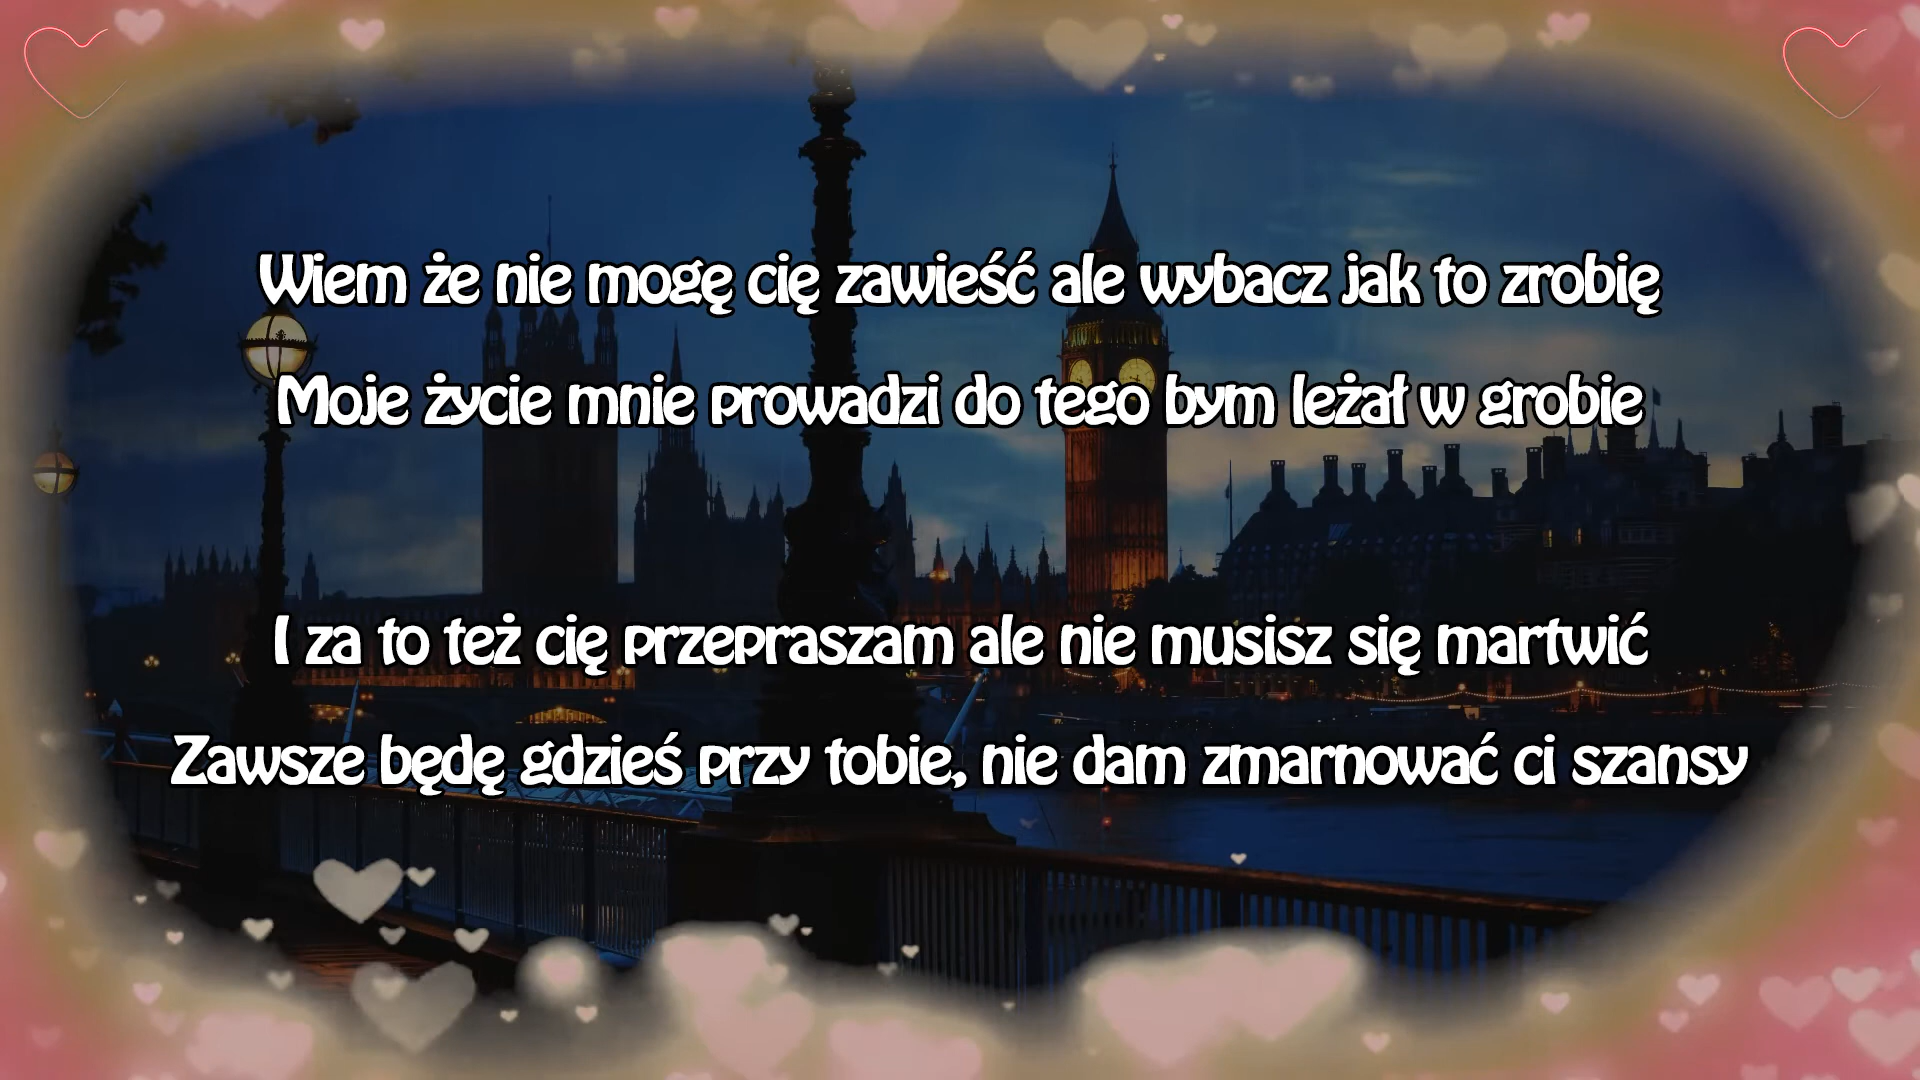 Wiem że nie mogę cię zawieść ale wybacz jak to zrobię
Moje życie mnie prowadzi do tego bym leżał w grobie
I za to też cię przepraszam ale nie musisz się martwić
Zawsze będę gdzieś przy tobie, nie dam zmarnować ci szansy